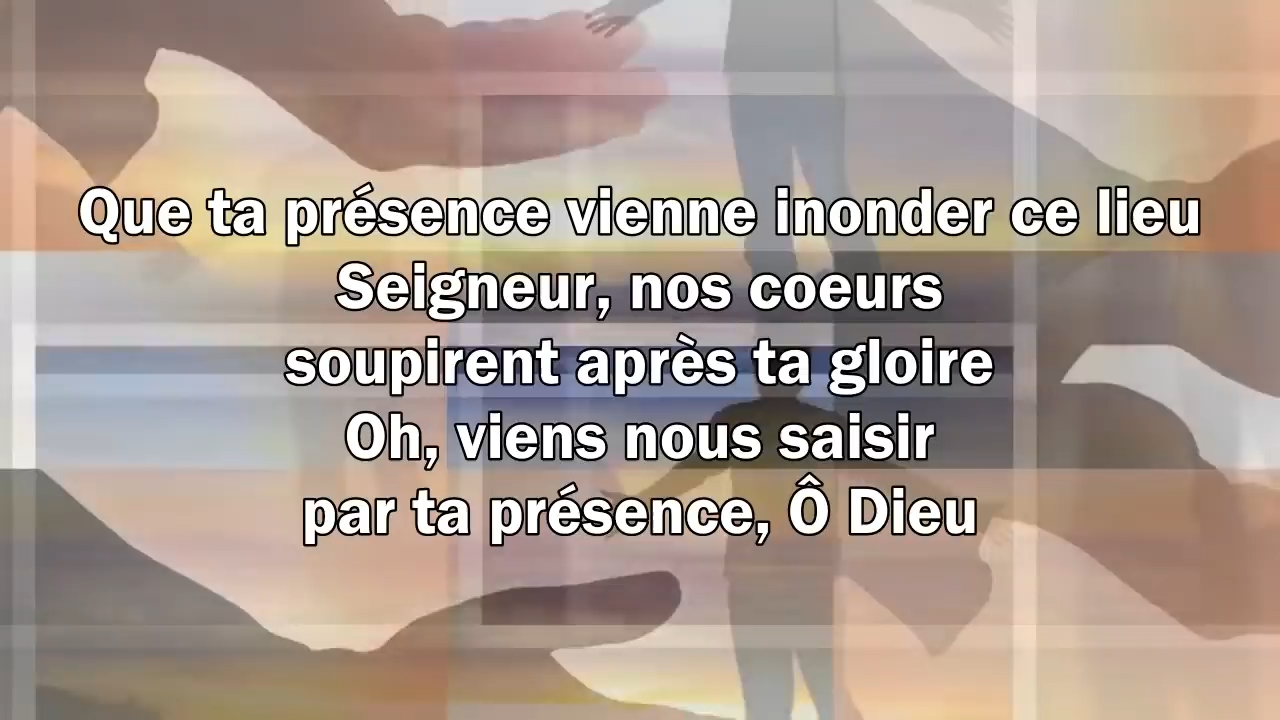 Que ta présence vienne inonder ce lieu
Seigneur, nos coeurs
soupirent après ta gloire
Oh, viens nous saisir
par ta présence, Ô Dieu